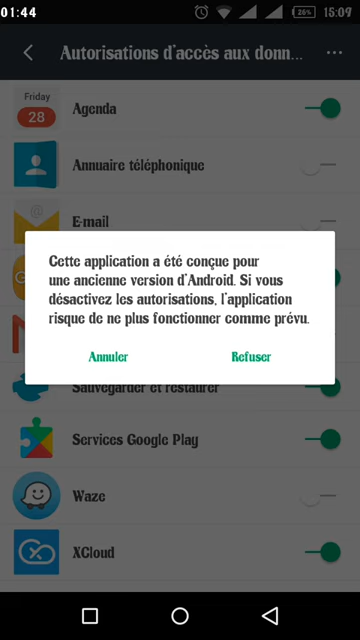 01:44
26%
15:09
Autorisations d'accès aux donn...
Friday
28
Agenda
Annuaire téléphonique
@
E-mail
Cette application a été conçue pour
une ancienne version d'Android. Si vous
désactivez les autorisations, l'application
risque de ne plus fonctionner comme prévu.
Annuler
Refuser
Sauvegarder et restaurer
Services Google Play
Waze
XCloud